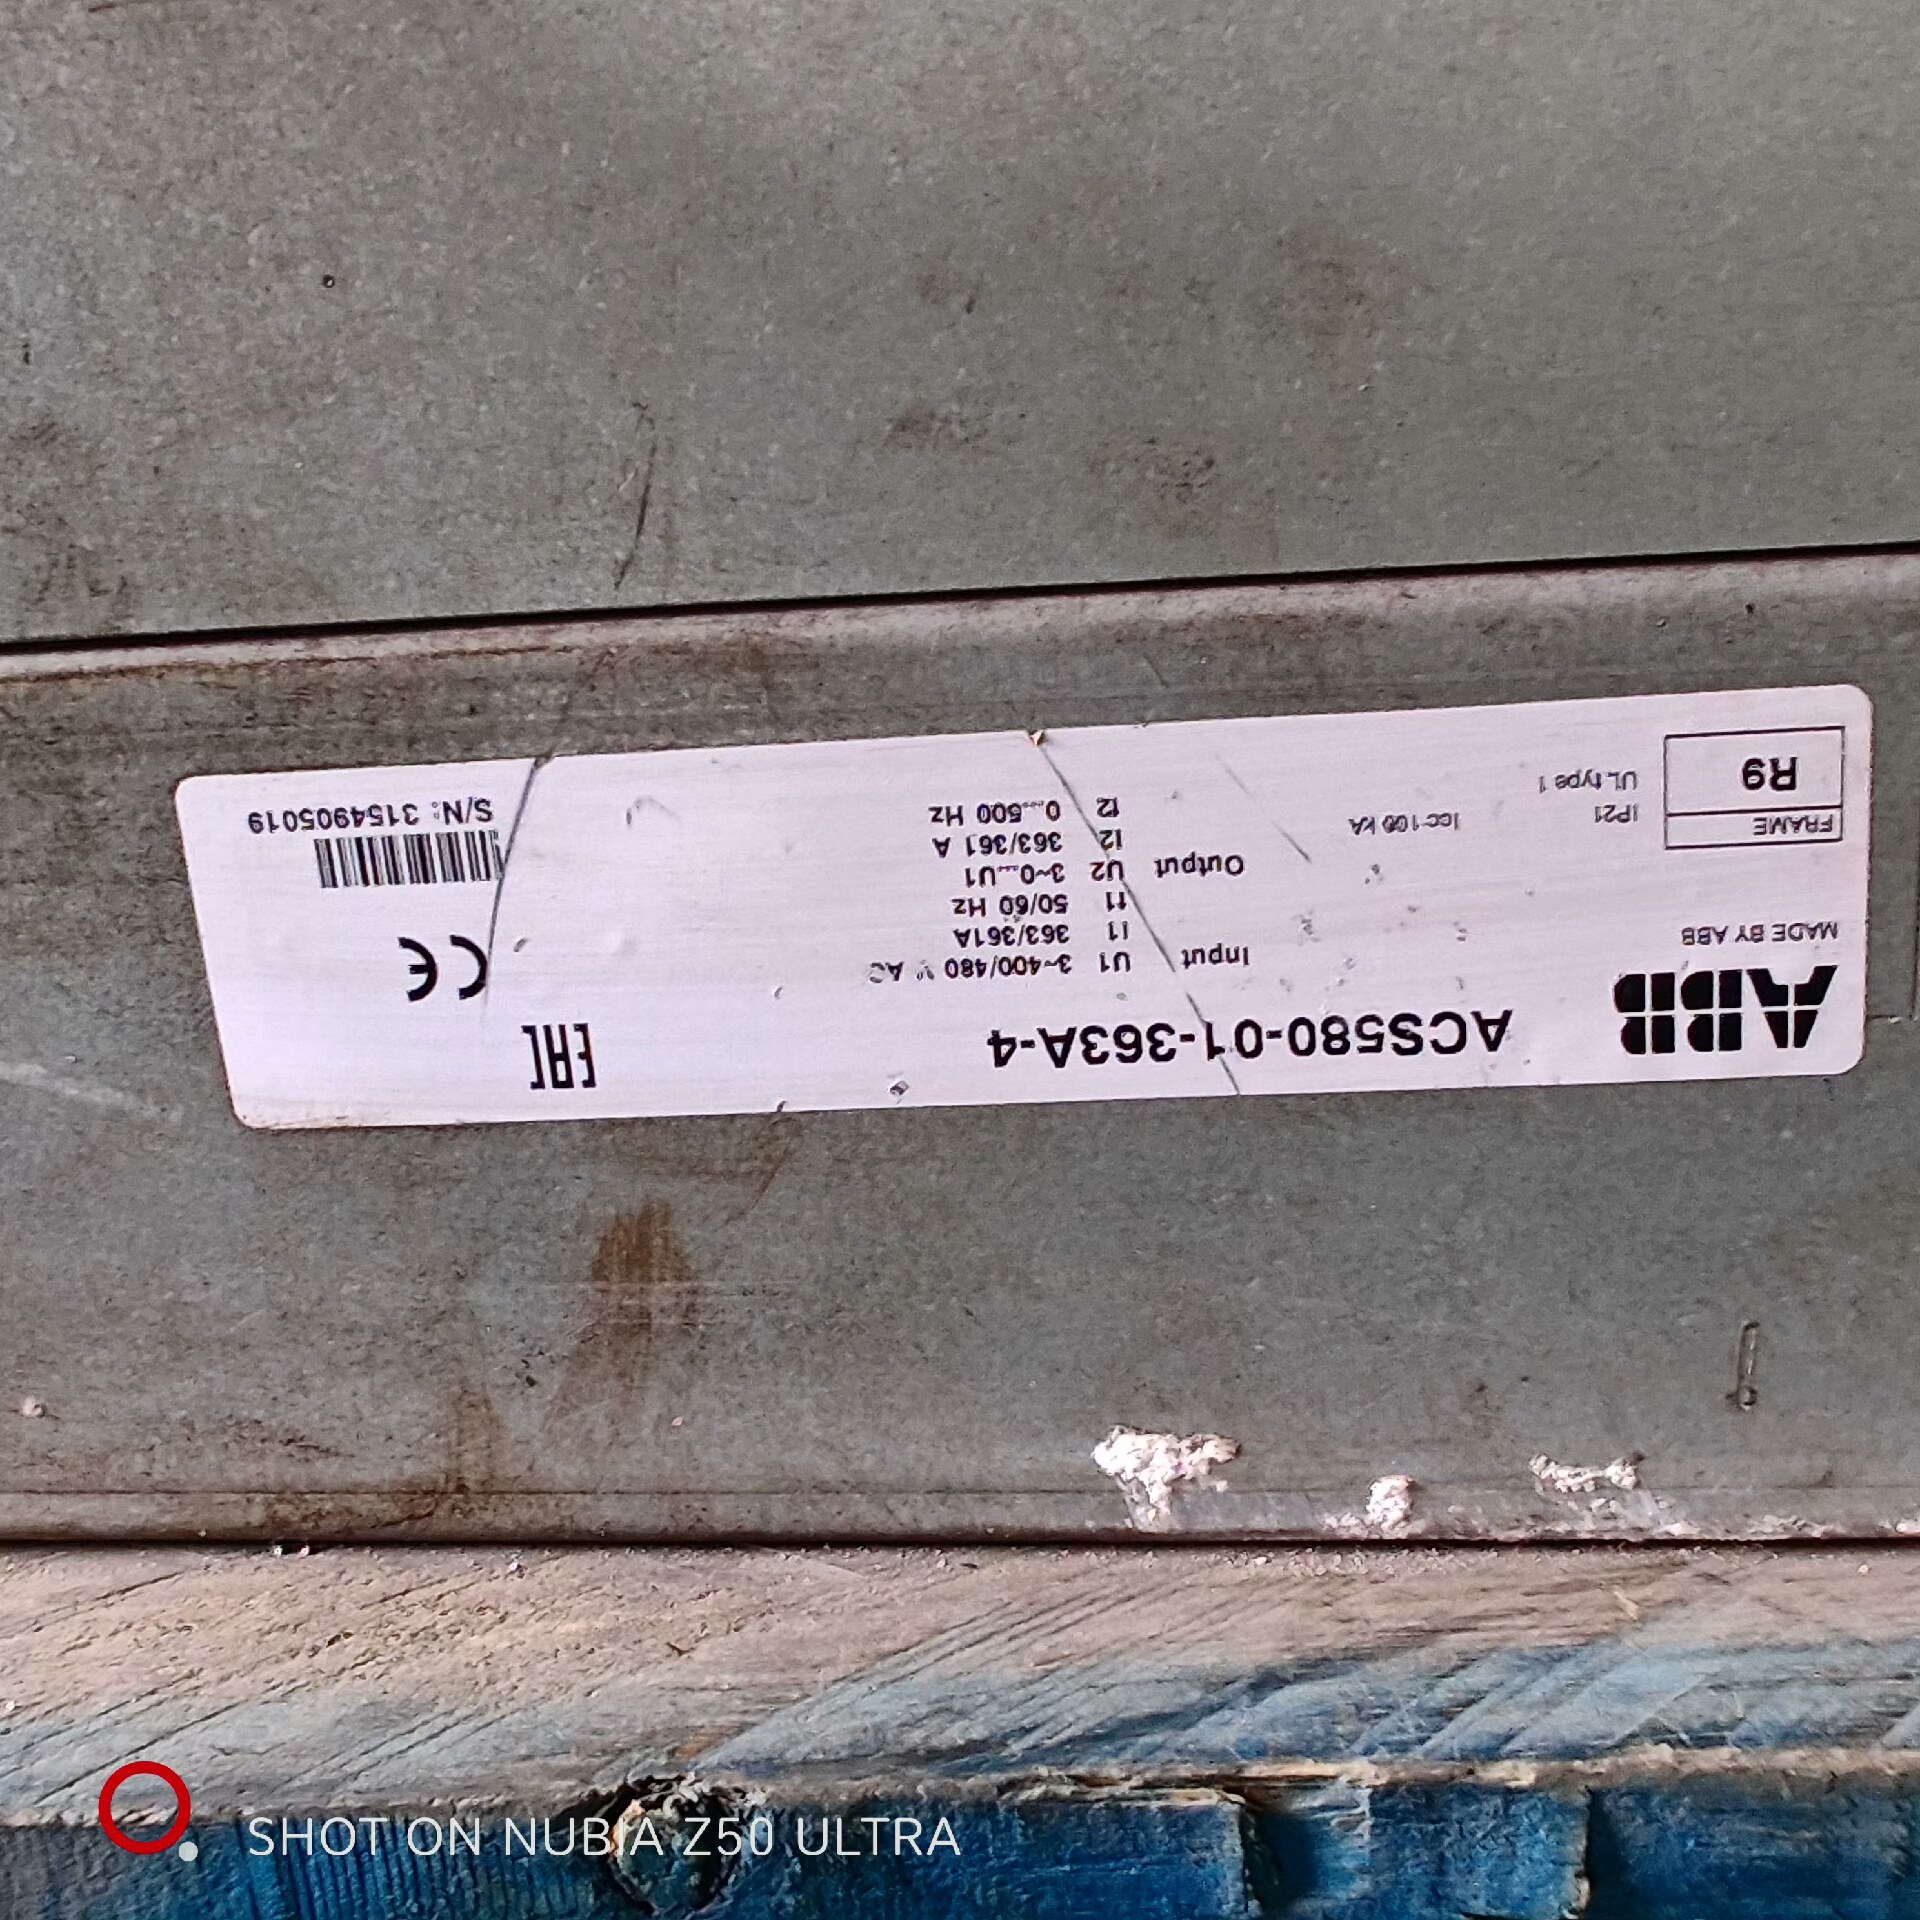 ABB
MADE BY ABB
FRAME
R9
IP21
UL type 1
Icc 100 kA
ACS580-01-363A-4
Input U1 3~400/480 V AC
I1 363/361A
f1 50/60 Hz
Output U2 3~0...U1
I2 363/361 A
f2 0...500 Hz
EAC
CE
S/N: 3154905019
SHOT ON NUBIA Z50 ULTRA